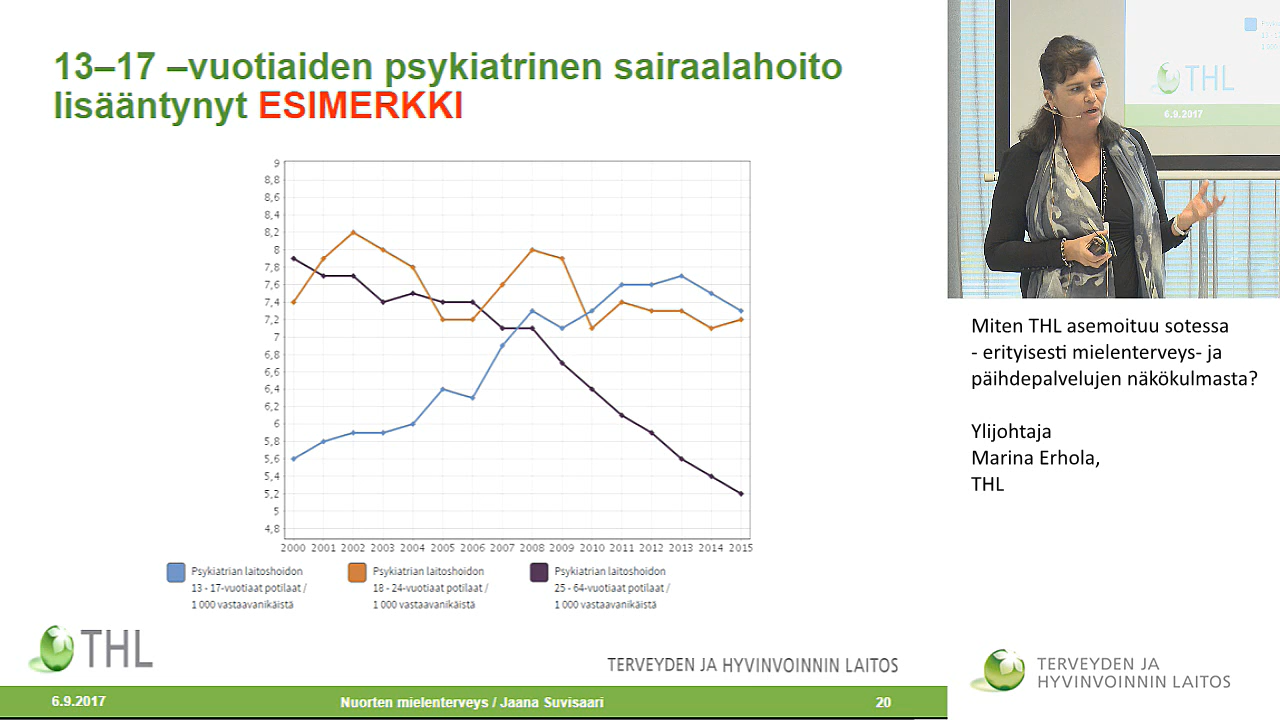 13–17 –vuotiaiden psykiatrinen sairaalahoito
lisääntynyt ESIMERKKI
9
8,8
8,6
8,4
8,2
8
7,8
7,6
7,4
7,2
7
6,8
6,6
6,4
6,2
6
5,8
5,6
5,4
5,2
5
4,8
2000 2001 2002 2003 2004 2005 2006 2007 2008 2009 2010 2011 2012 2013 2014 2015
Psykiatrian laitoshoidon
13 - 17-vuotiaat potilaat /
1 000 vastaavanikäistä
Psykiatrian laitoshoidon
18 - 24-vuotiaat potilaat /
1 000 vastaavanikäistä
Psykiatrian laitoshoidon
25 - 64-vuotiaat potilaat /
1 000 vastaavanikäistä
THL
TERVEYDEN JA HYVINVOINNIN LAITOS
6.9.2017
Nuorten mielenterveys / Jaana Suvisaari
20
THL
6.9.2017
Miten THL asemoituu sotessa
- erityisesti mielenterveys- ja
päihdepalvelujen näkökulmasta?
Ylijohtaja
Marina Erhola,
THL
TERVEYDEN JA
HYVINVOINNIN LAITOS